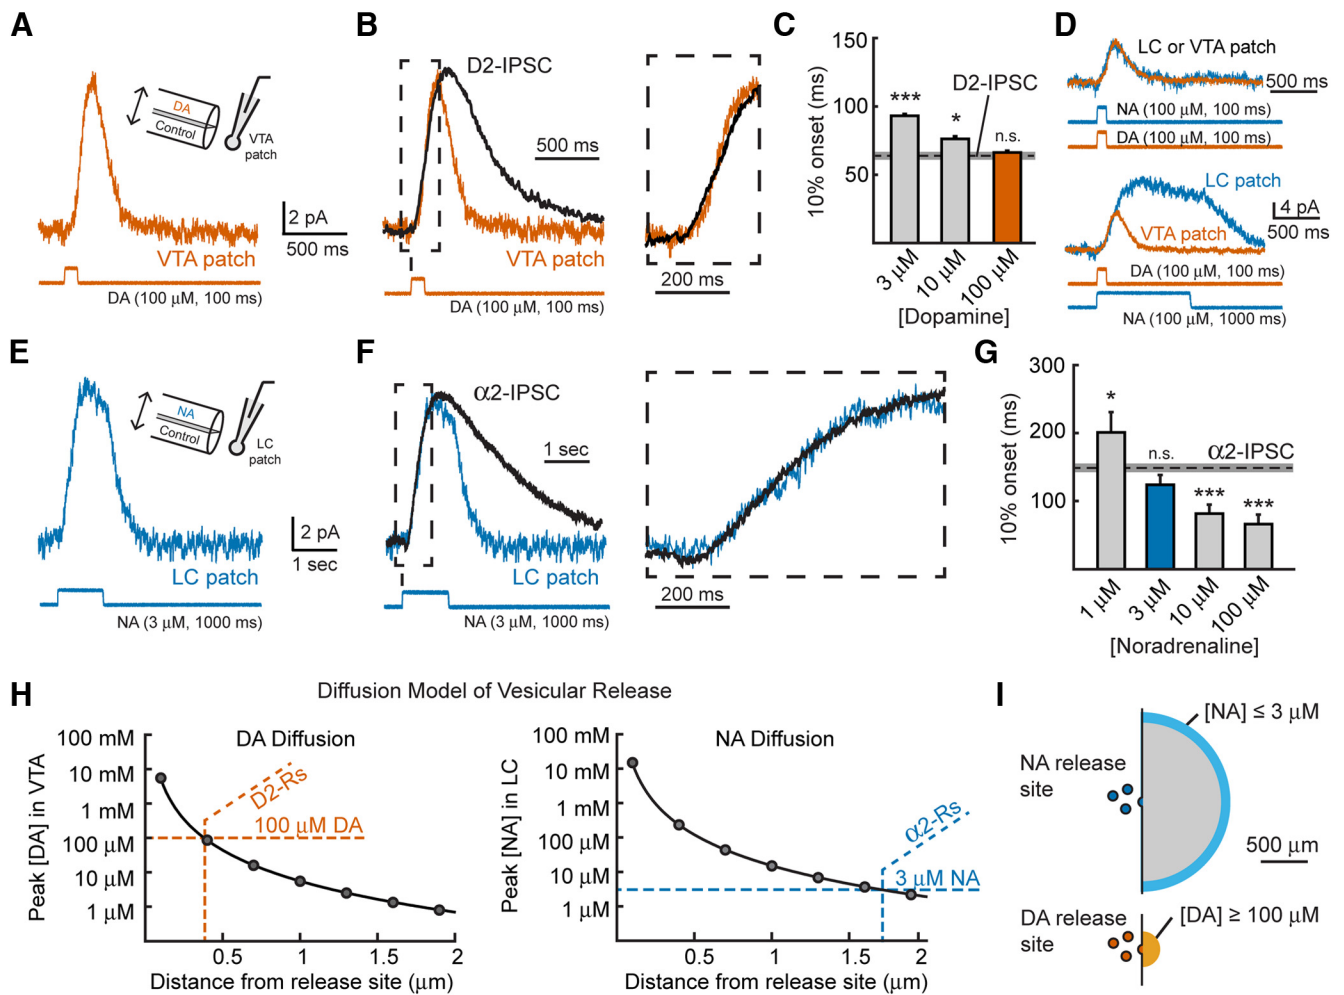 A
DA
Control
VTA
patch
2 pA
500 ms
VTA patch
DA (100 μM, 100 ms)
B
D2-IPSC
500 ms
VTA patch
DA (100 μM, 100 ms)
200 ms
C
150
100
50
10% onset (ms)
D2-IPSC
***
*
n.s.
3 μM
10 μM
100 μM
[Dopamine]
D
LC or VTA patch
500 ms
NA (100 μM, 100 ms)
DA (100 μM, 100 ms)
LC patch
4 pA
500 ms
VTA patch
DA (100 μM, 100 ms)
NA (100 μM, 1000 ms)
E
NA
Control
LC
patch
2 pA
1 sec
LC patch
NA (3 μM, 1000 ms)
F
α2-IPSC
1 sec
LC patch
NA (3 μM, 1000 ms)
200 ms
G
300
200
100
10% onset (ms)
α2-IPSC
*
n.s.
***
***
1 μM
3 μM
10 μM
100 μM
[Noradrenaline]
H
Diffusion Model of Vesicular Release
DA Diffusion
Peak [DA] in VTA
100 mM
10 mM
1 mM
100 μM
10 μM
1 μM
D2-Rs
100 μM DA
0.5
1
1.5
2
Distance from release site (μm)
NA Diffusion
Peak [NA] in LC
100 mM
10 mM
1 mM
100 μM
10 μM
1 μM
α2-Rs
3 μM NA
0.5
1
1.5
2
Distance from release site (μm)
I
[NA] ≤ 3 μM
NA release
site
500 μm
DA release
site
[DA] ≥ 100 μM